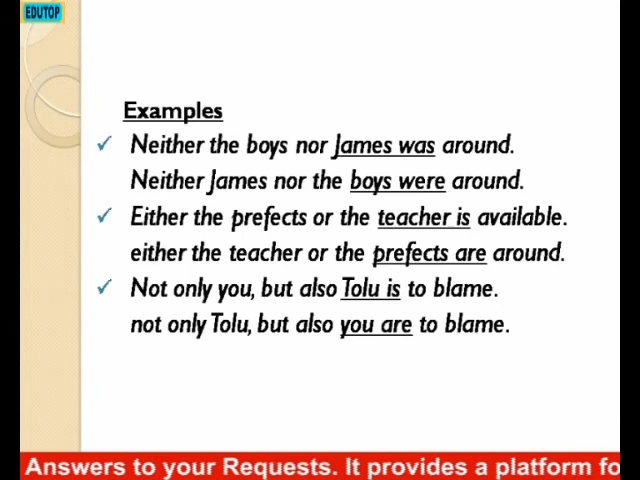 EDUTOP
Examples
✓ Neither the boys nor James was around.
Neither James nor the boys were around.
✓ Either the prefects or the teacher is available.
either the teacher or the prefects are around.
✓ Not only you, but also Tolu is to blame.
not only Tolu, but also you are to blame.
Answers to your Requests. It provides a platform fo